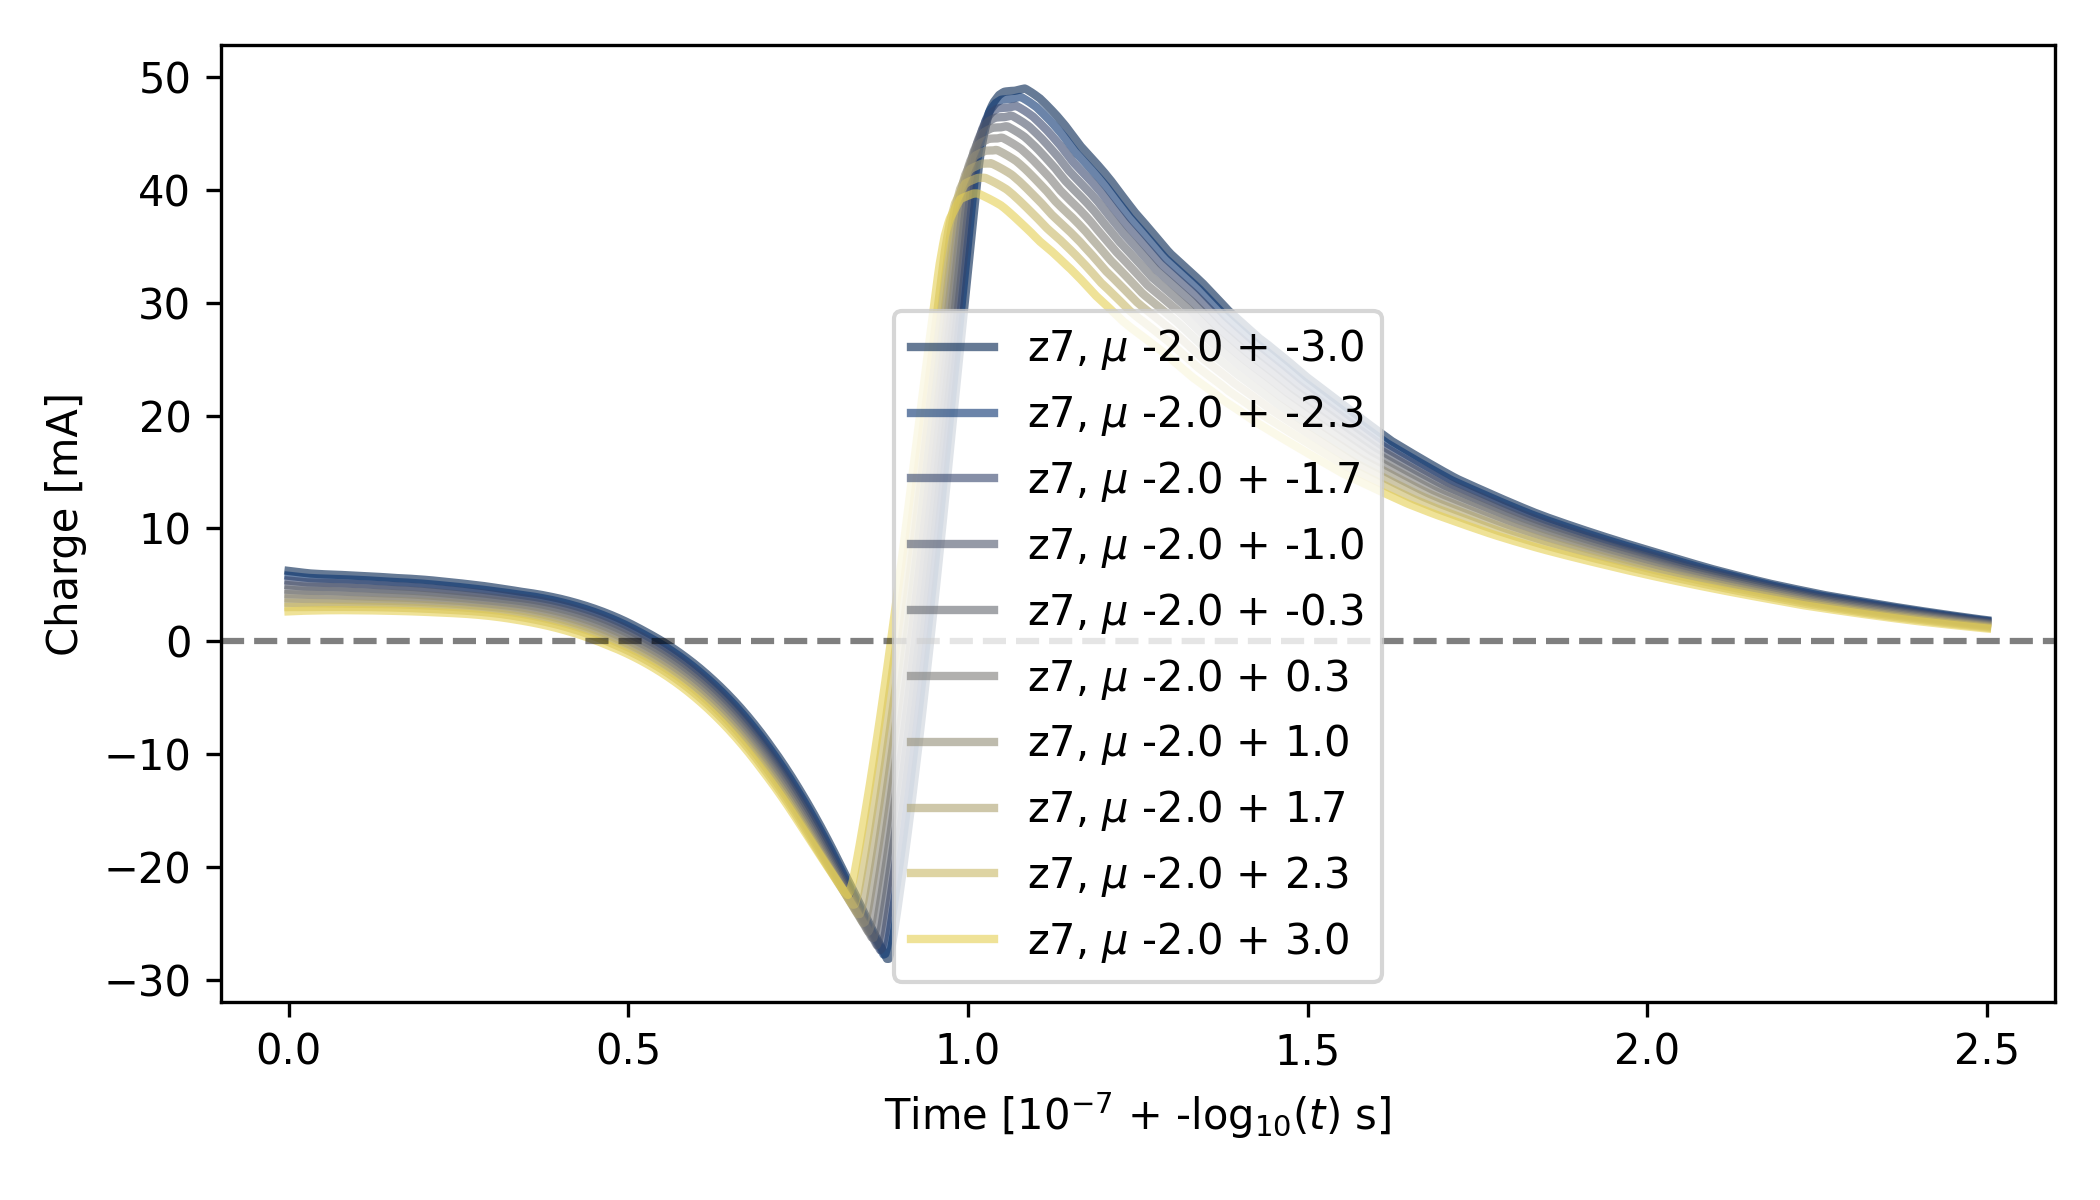 50
40
30
20
10
0
−10
−20
−30
Charge [mA]
z7, μ -2.0 + -3.0
z7, μ -2.0 + -2.3
z7, μ -2.0 + -1.7
z7, μ -2.0 + -1.0
z7, μ -2.0 + -0.3
z7, μ -2.0 + 0.3
z7, μ -2.0 + 1.0
z7, μ -2.0 + 1.7
z7, μ -2.0 + 2.3
z7, μ -2.0 + 3.0
0.0 0.5 1.0 1.5 2.0 2.5
Time [10⁻⁷ + -log₁₀(t) s]